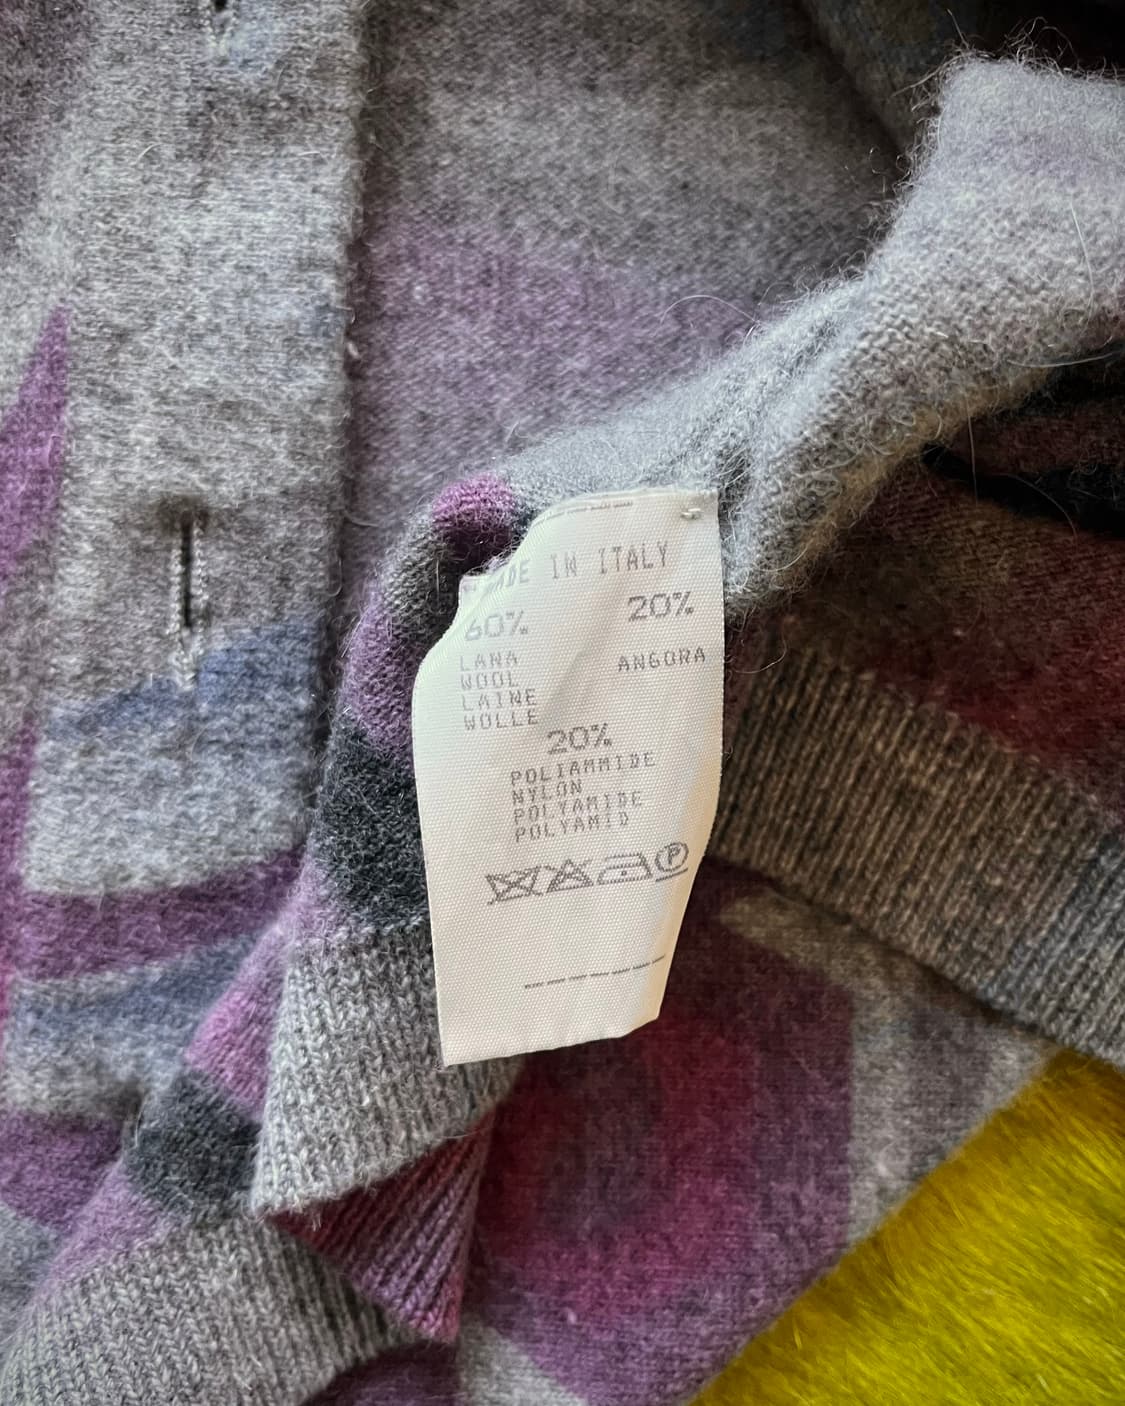 MADE IN ITALY
60% 20%
LANA ANGORA
WOOL
LAINE
WOLLE
20%
POLIAMMIDE
NYLON
POLYAMIDE
POLYAMID
P